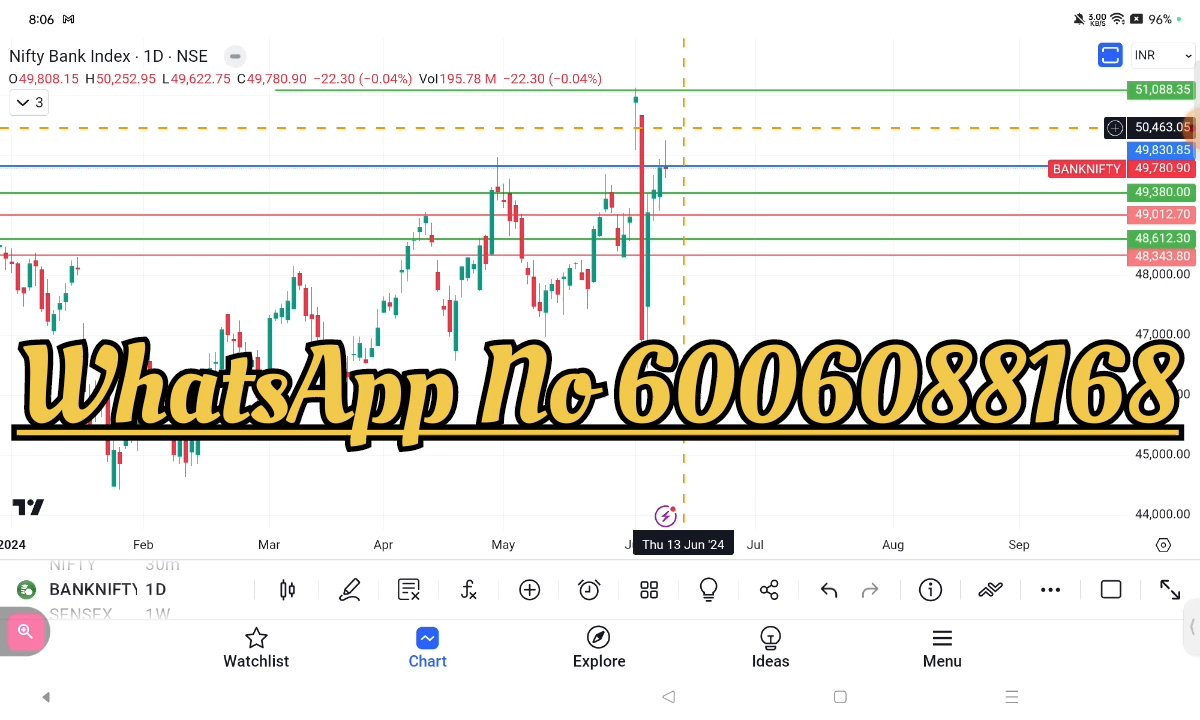 8:06 3.00 KB/S 96%
Nifty Bank Index · 1D · NSE
INR
O49,808.15 H50,252.95 L49,622.75 C49,780.90 −22.30 (−0.04%) Vol195.78 M −22.30 (−0.04%)
3
51,088.35
50,463.05
49,830.85
BANKNIFTY 49,780.90
49,380.00
49,012.70
48,612.30
48,343.80
48,000.00
47,000.00
WhatsApp No 6006088168
45,000.00
44,000.00
2024 Feb Mar Apr May Thu 13 Jun '24 Jul Aug Sep
NIFTY 30m
BANKNIFTY 1D
SENSEX 1W
Watchlist Chart Explore Ideas Menu